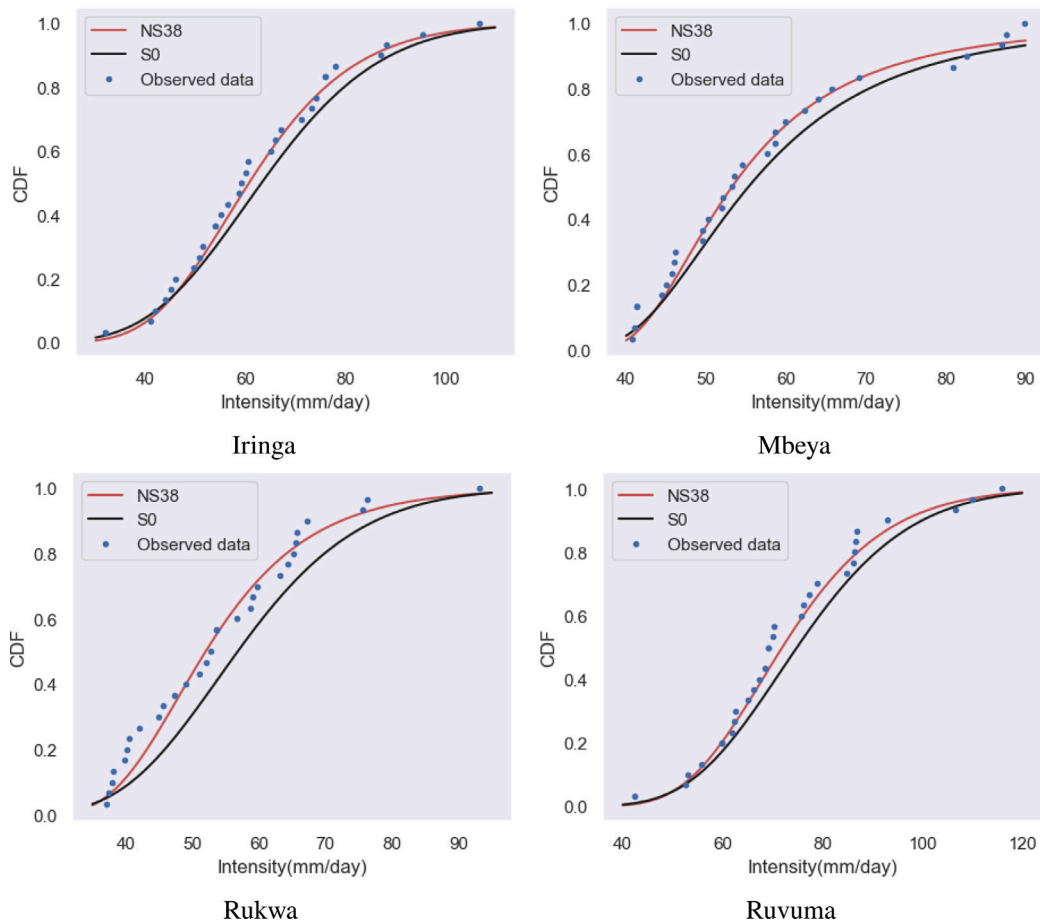 1.0
0.8
0.6
0.4
0.2
0.0
CDF
NS38
S0
Observed data
40 60 80 100
Intensity(mm/day)
Iringa
1.0
0.8
0.6
0.4
0.2
0.0
CDF
NS38
S0
Observed data
40 50 60 70 80 90
Intensity(mm/day)
Mbeya
1.0
0.8
0.6
0.4
0.2
0.0
CDF
NS38
S0
Observed data
40 50 60 70 80 90
Intensity(mm/day)
Rukwa
1.0
0.8
0.6
0.4
0.2
0.0
CDF
NS38
S0
Observed data
40 60 80 100 120
Intensity(mm/day)
Ruvuma